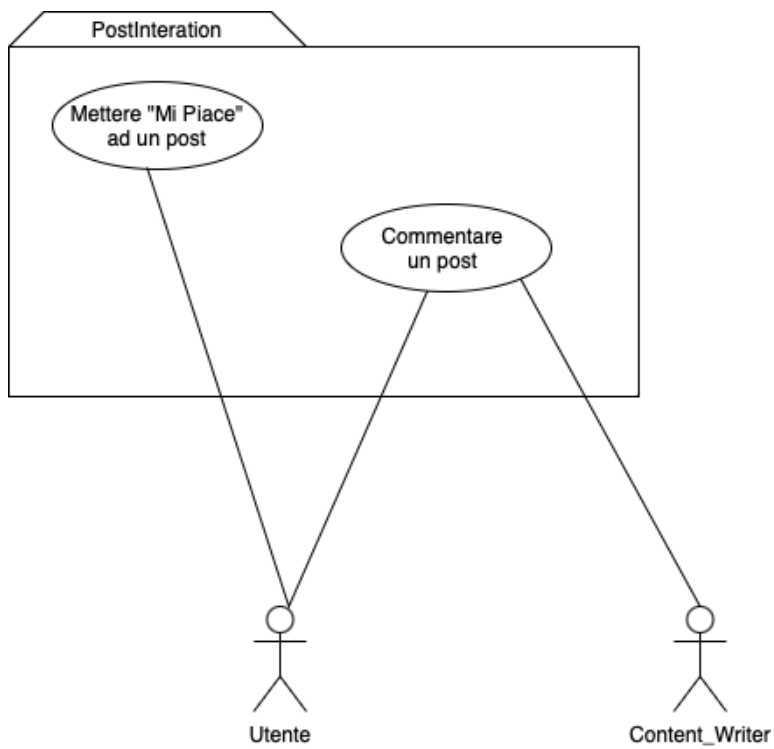 PostInteration
Mettere "Mi Piace"
ad un post
Commentare
un post
Utente
Content_Writer